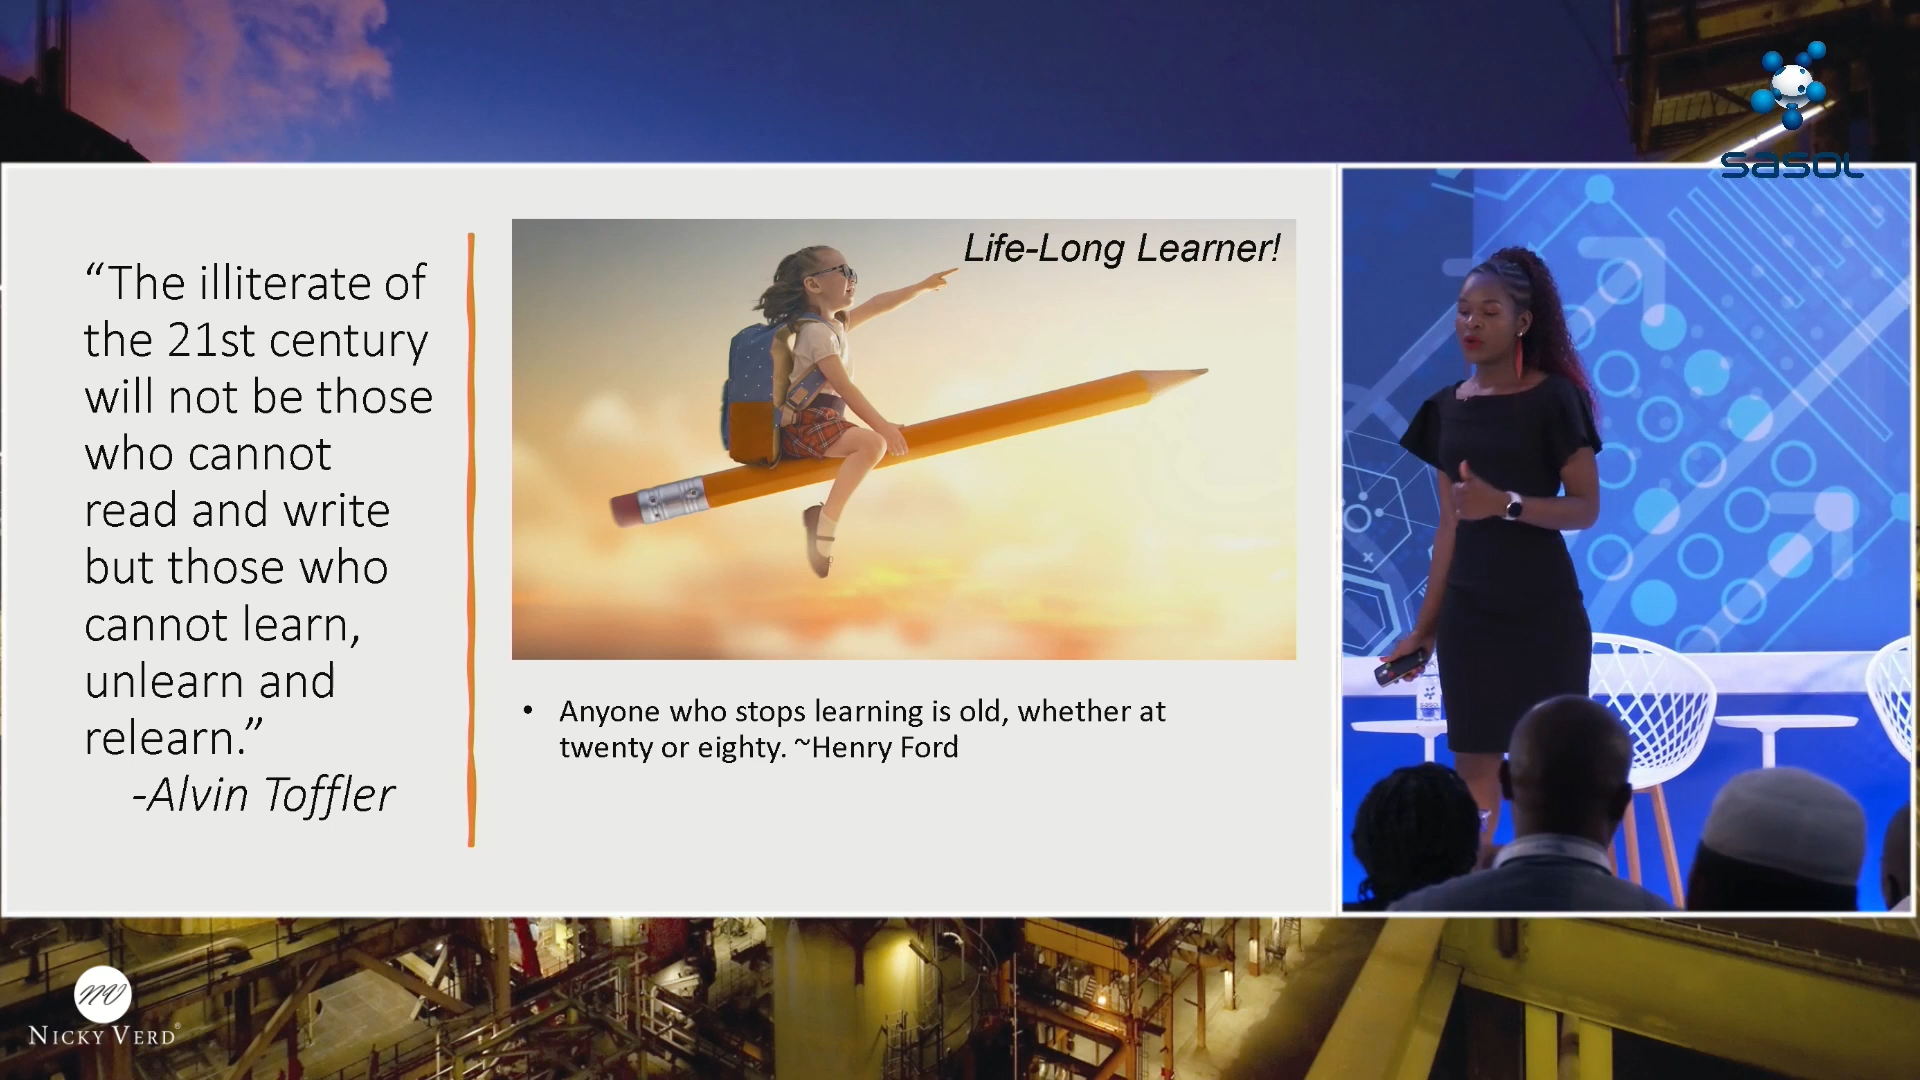 sasol
Life-Long Learner!
“The illiterate of
the 21st century
will not be those
who cannot
read and write
but those who
cannot learn,
unlearn and
relearn.”
-Alvin Toffler
• Anyone who stops learning is old, whether at
twenty or eighty. ~Henry Ford
NV
NICKY VERD®